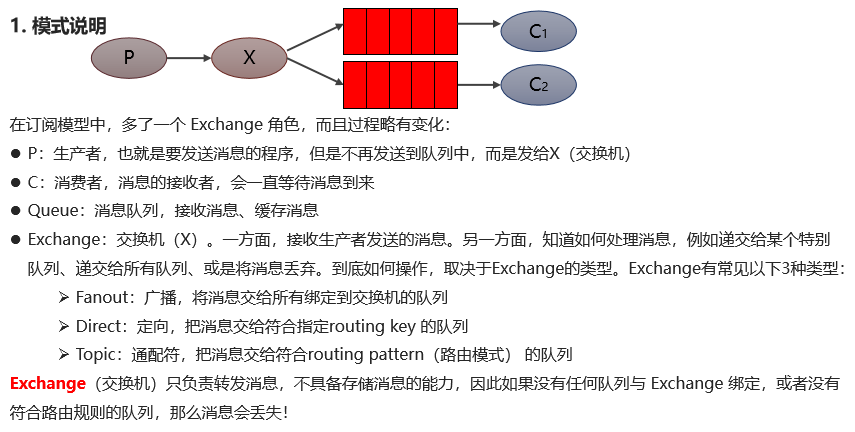 1. 模式说明
P
X
C1
C2
在订阅模型中，多了一个 Exchange 角色，而且过程略有变化：
● P：生产者，也就是要发送消息的程序，但是不再发送到队列中，而是发给X（交换机）
● C：消费者，消息的接收者，会一直等待消息到来
● Queue：消息队列，接收消息、缓存消息
● Exchange：交换机（X）。一方面，接收生产者发送的消息。另一方面，知道如何处理消息，例如递交给某个特别
队列、递交给所有队列、或是将消息丢弃。到底如何操作，取决于Exchange的类型。Exchange有常见以下3种类型：
➢ Fanout：广播，将消息交给所有绑定到交换机的队列
➢ Direct：定向，把消息交给符合指定routing key 的队列
➢ Topic：通配符，把消息交给符合routing pattern（路由模式） 的队列
Exchange（交换机）只负责转发消息，不具备存储消息的能力，因此如果没有任何队列与 Exchange 绑定，或者没有
符合路由规则的队列，那么消息会丢失！